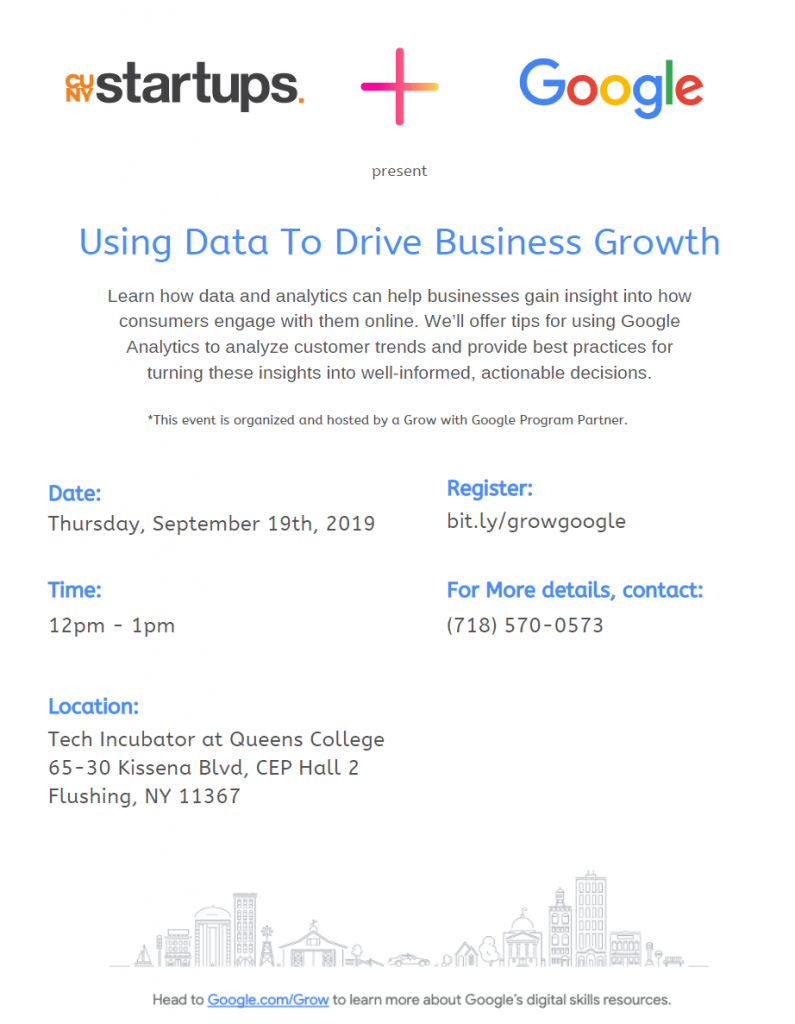 CU
NY startups.
Google
present
Using Data To Drive Business Growth
Learn how data and analytics can help businesses gain insight into how
consumers engage with them online. We'll offer tips for using Google
Analytics to analyze customer trends and provide best practices for
turning these insights into well-informed, actionable decisions.
*This event is organized and hosted by a Grow with Google Program Partner.
Date:
Thursday, September 19th, 2019
Register:
bit.ly/growgoogle
Time:
12pm - 1pm
For More details, contact:
(718) 570-0573
Location:
Tech Incubator at Queens College
65-30 Kissena Blvd, CEP Hall 2
Flushing, NY 11367
Head to Google.com/Grow to learn more about Google's digital skills resources.